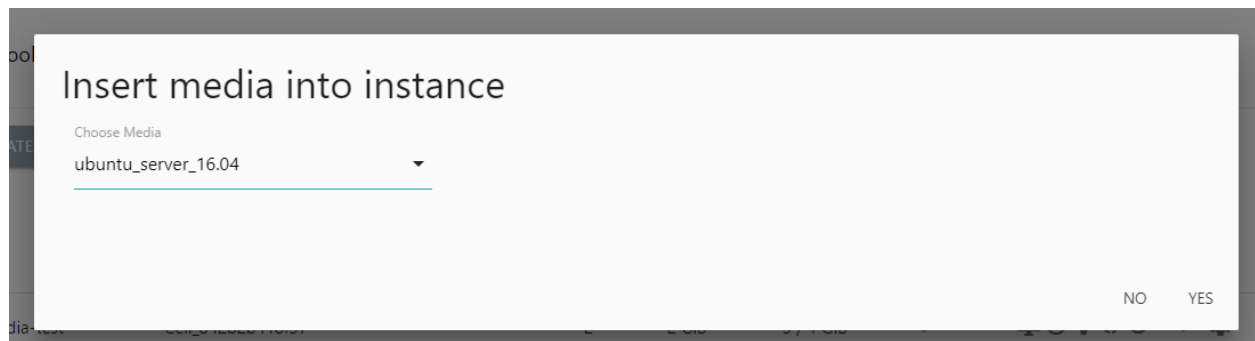 Insert media into instance
Choose Media
ubuntu_server_16.04
NO YES